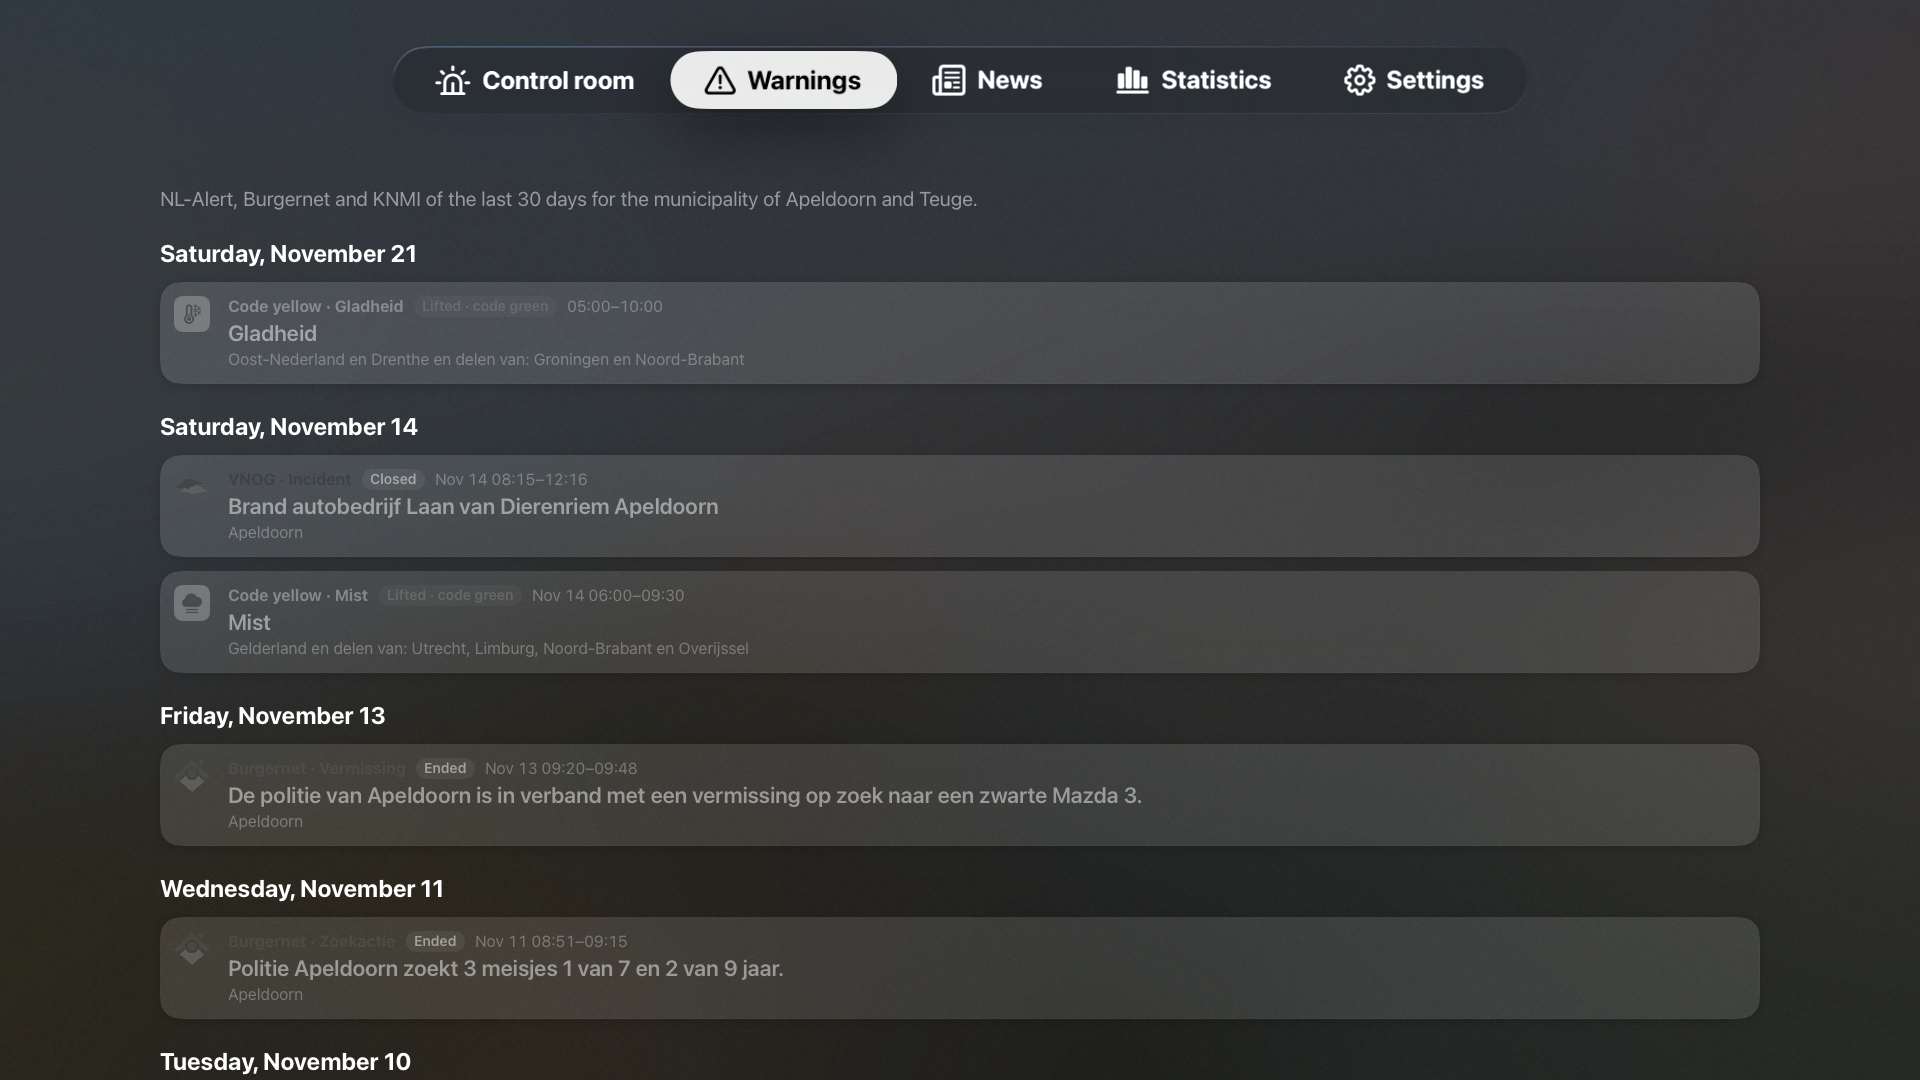 Control room
Warnings
News
Statistics
Settings
NL-Alert, Burgernet and KNMI of the last 30 days for the municipality of Apeldoorn and Teuge.
Saturday, November 21
Code yellow · Gladheid Lifted · code green 05:00–10:00
Gladheid
Oost-Nederland en Drenthe en delen van: Groningen en Noord-Brabant
Saturday, November 14
VNOG · Incident Closed Nov 14 08:15–12:16
Brand autobedrijf Laan van Dierenriem Apeldoorn
Apeldoorn
Code yellow · Mist Lifted · code green Nov 14 06:00–09:30
Mist
Gelderland en delen van: Utrecht, Limburg, Noord-Brabant en Overijssel
Friday, November 13
Burgernet · Vermissing Ended Nov 13 09:20–09:48
De politie van Apeldoorn is in verband met een vermissing op zoek naar een zwarte Mazda 3.
Apeldoorn
Wednesday, November 11
Burgernet · Zoekactie Ended Nov 11 08:51–09:15
Politie Apeldoorn zoekt 3 meisjes 1 van 7 en 2 van 9 jaar.
Apeldoorn
Tuesday, November 10